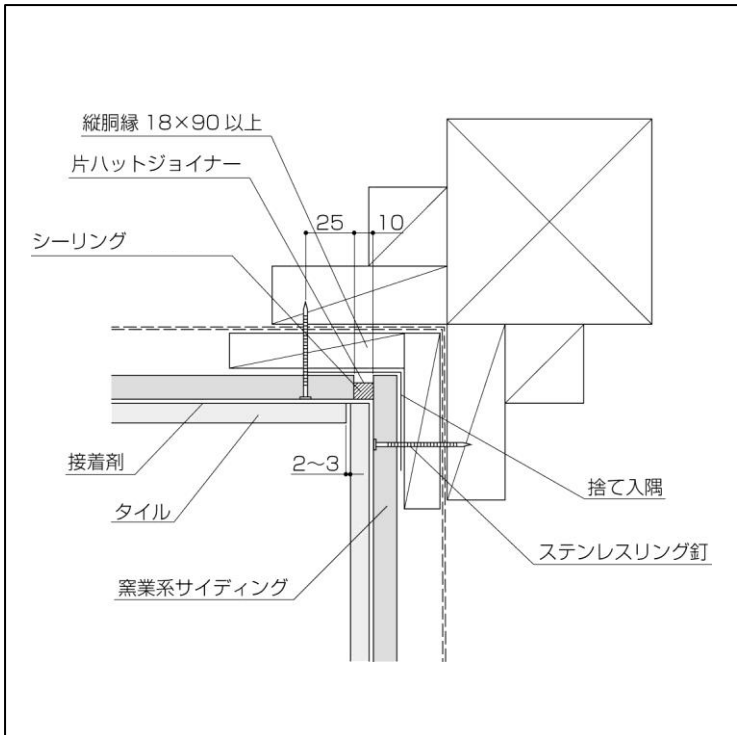 縦胴縁 18×90 以上
片ハットジョイナー
25
10
シーリング
接着剤
2〜3
タイル
捨て入隅
ステンレスリング釘
窯業系サイディング